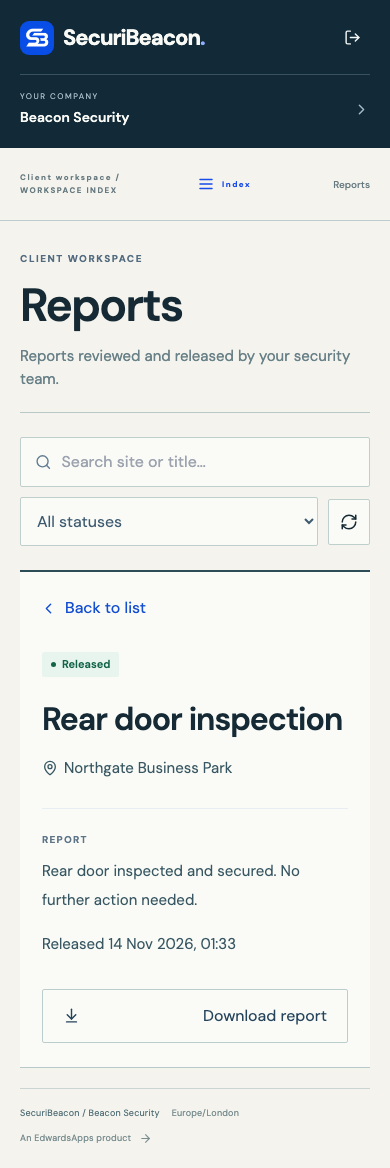 SecuriBeacon.
YOUR COMPANY
Beacon Security
Client workspace /
WORKSPACE INDEX
Index
Reports
CLIENT WORKSPACE
Reports
Reports reviewed and released by your security
team.
Search site or title...
All statuses
Back to list
Released
Rear door inspection
Northgate Business Park
REPORT
Rear door inspected and secured. No
further action needed.
Released 14 Nov 2026, 01:33
Download report
SecuriBeacon / Beacon Security Europe/London
An EdwardsApps product